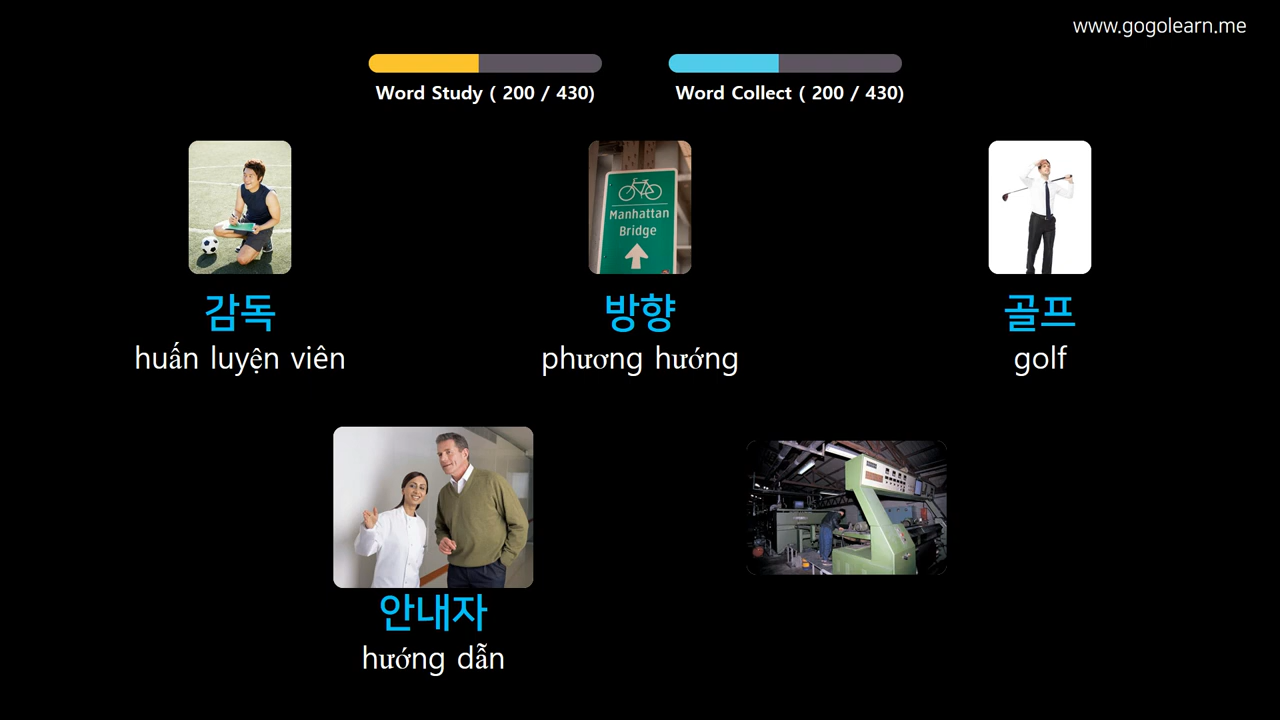 www.gogolearn.me
Word Study ( 200 / 430)
Word Collect ( 200 / 430)
Manhattan
Bridge
감독
huấn luyện viên
방향
phương hướng
골프
golf
안내자
hướng dẫn